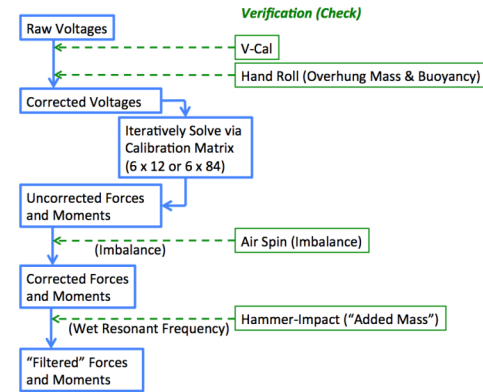 Verification (Check)
Raw Voltages
V-Cal
Hand Roll (Overhung Mass & Buoyancy)
Corrected Voltages
Iteratively Solve via
Calibration Matrix
(6 x 12 or 6 x 84)
Uncorrected Forces
and Moments
Air Spin (Imbalance)
(Imbalance)
Corrected Forces
and Moments
Hammer-Impact (“Added Mass”)
(Wet Resonant Frequency)
“Filtered” Forces
and Moments